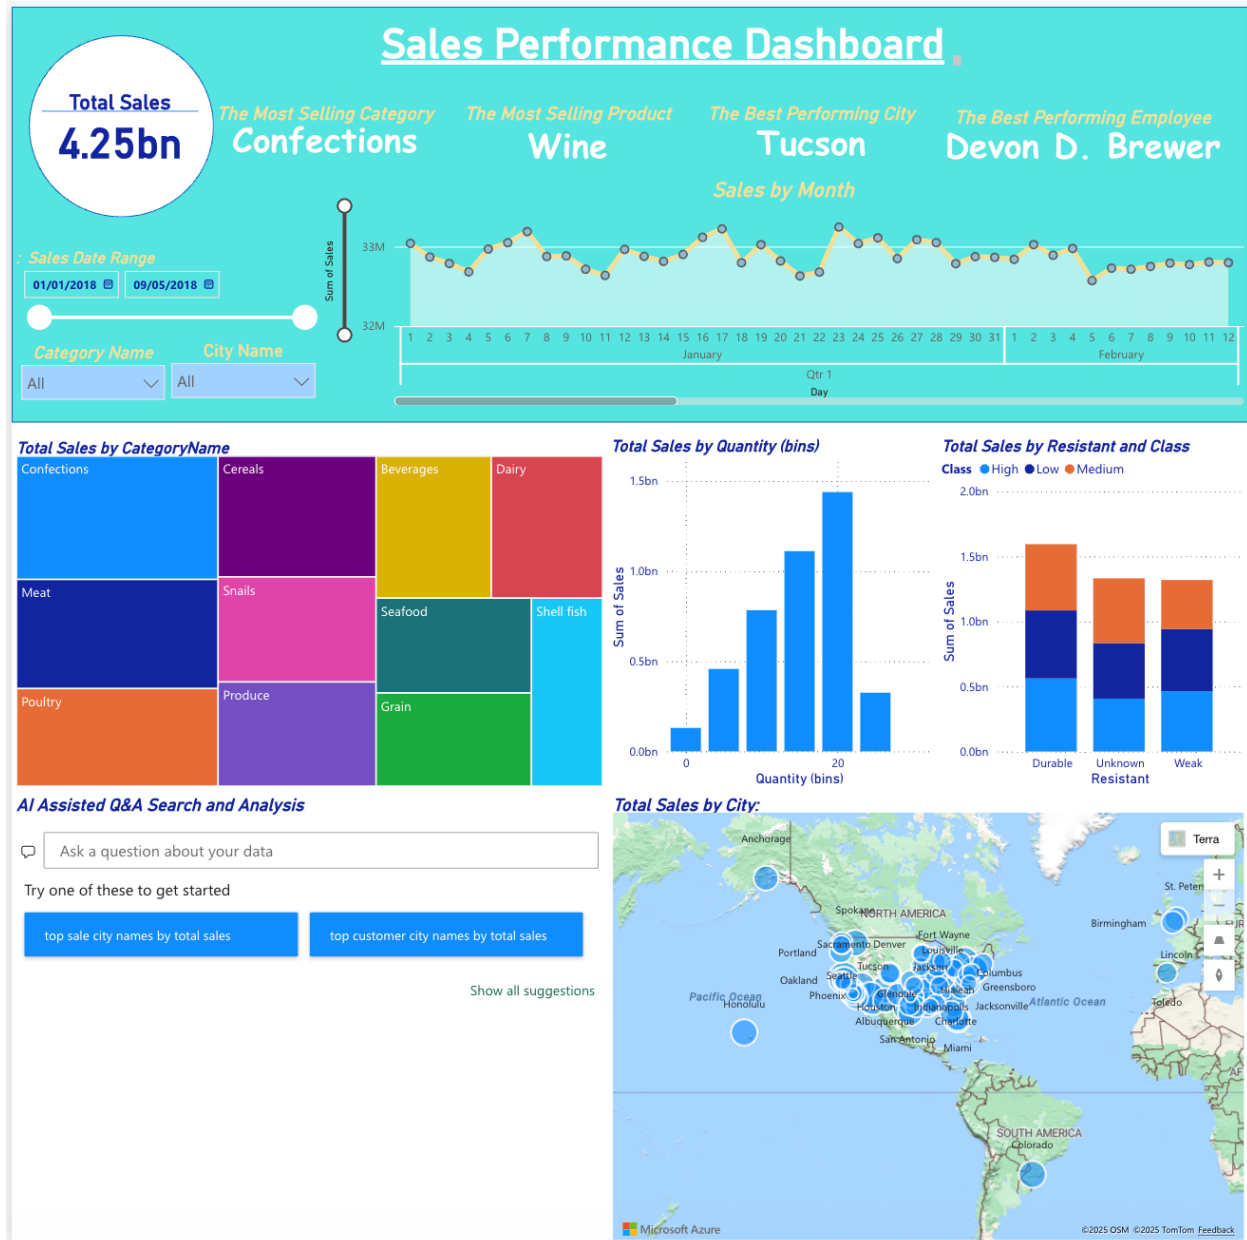 Sales Performance Dashboard
Total Sales
4.25bn
The Most Selling Category
Confections
The Most Selling Product
Wine
The Best Performing City
Tucson
The Best Performing Employee
Devon D. Brewer
: Sales Date Range
01/01/2018 09/05/2018
Category Name City Name
All All
Sales by Month
Sum of Sales
33M
32M
1 2 3 4 5 6 7 8 9 10 11 12 13 14 15 16 17 18 19 20 21 22 23 24 25 26 27 28 29 30 31 1 2 3 4 5 6 7 8 9 10 11 12
January February
Qtr 1
Day
Total Sales by CategoryName
Confections
Cereals
Beverages
Dairy
Meat
Snails
Seafood
Shell fish
Poultry
Produce
Grain
Total Sales by Quantity (bins)
Sum of Sales
1.5bn
1.0bn
0.5bn
0.0bn
0 20
Quantity (bins)
Total Sales by Resistant and Class
Class High Low Medium
Sum of Sales
2.0bn
1.5bn
1.0bn
0.5bn
0.0bn
Durable Unknown Weak
Resistant
AI Assisted Q&A Search and Analysis
Ask a question about your data
Try one of these to get started
top sale city names by total sales
top customer city names by total sales
Show all suggestions
Total Sales by City:
Terra
Anchorage
St. Peters
Spokane
NORTH AMERICA
Birmingham
Fort Wayne
Sacramento Denver
Louisville
Portland
Lincoln
Tucson
Jackson
Columbus
Oakland
Seattle
Greensboro
Phoenix
Glendale
Hialeah
Pacific Ocean
Honolulu
Houston
Indianapolis
Jacksonville
Atlantic Ocean
Toledo
Albuquerque
Charlotte
San Antonio
Miami
AF
SOUTH AMERICA
Colorado
Microsoft Azure
©2025 OSM ©2025 TomTom Feedback